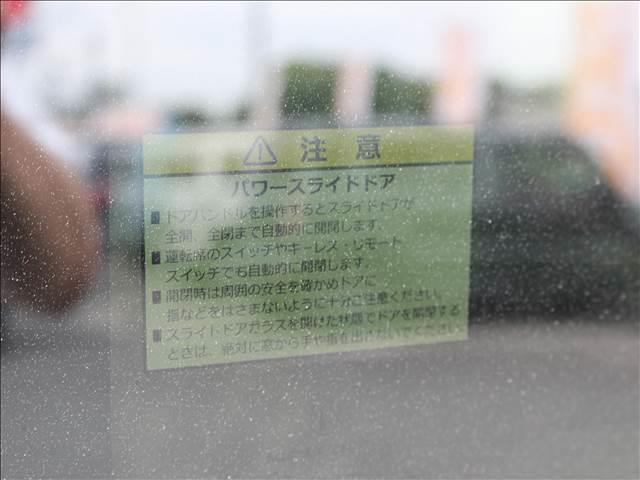 ⚠ 注意
パワースライドドア
■ドアハンドルを操作するとスライドドアが
全開、全閉まで自動的に開閉します。
■運転席のスイッチやキーレス・リモート
スイッチでも自動的に開閉します。
■開閉時は周囲の安全を確かめドアに
指などをはさまないように十分ご注意ください。
■スライドドアガラスを開けた状態でドアを開閉する
ときは、絶対に窓から手や指を出さないでください。